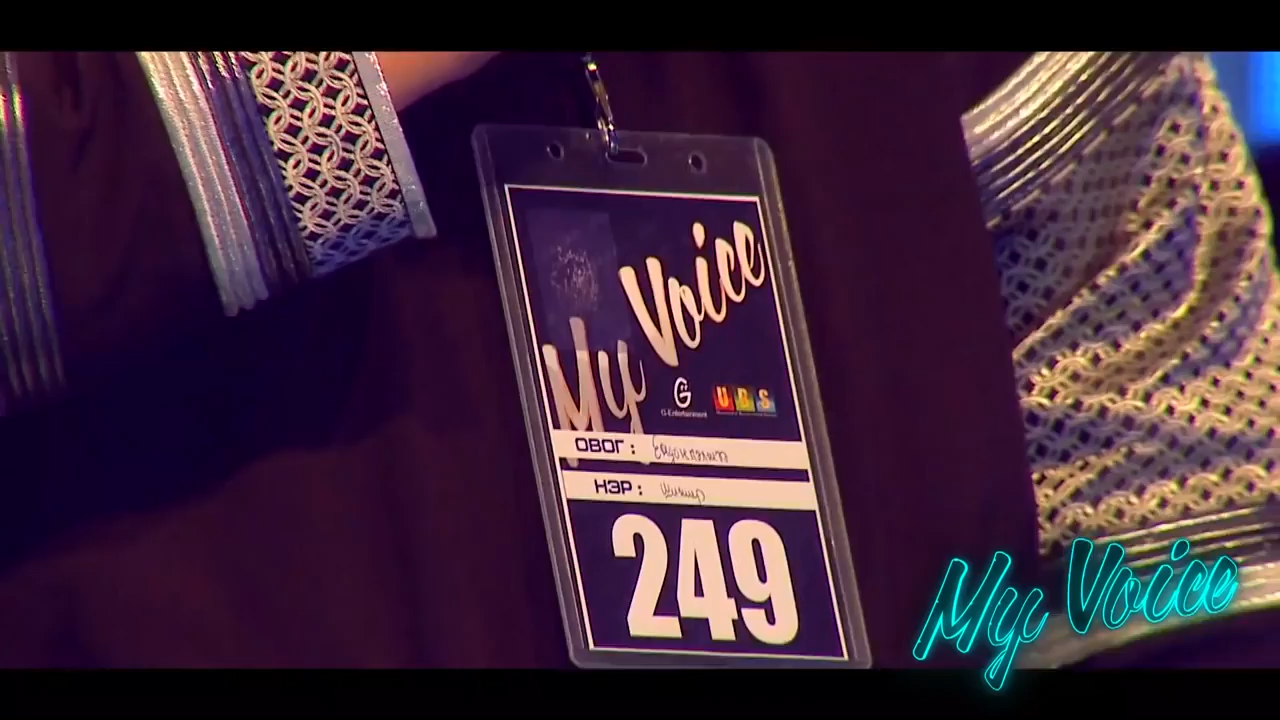 My Voice
G-Entertainment
UBS
ОВОГ :
НЭР :
249
My Voice